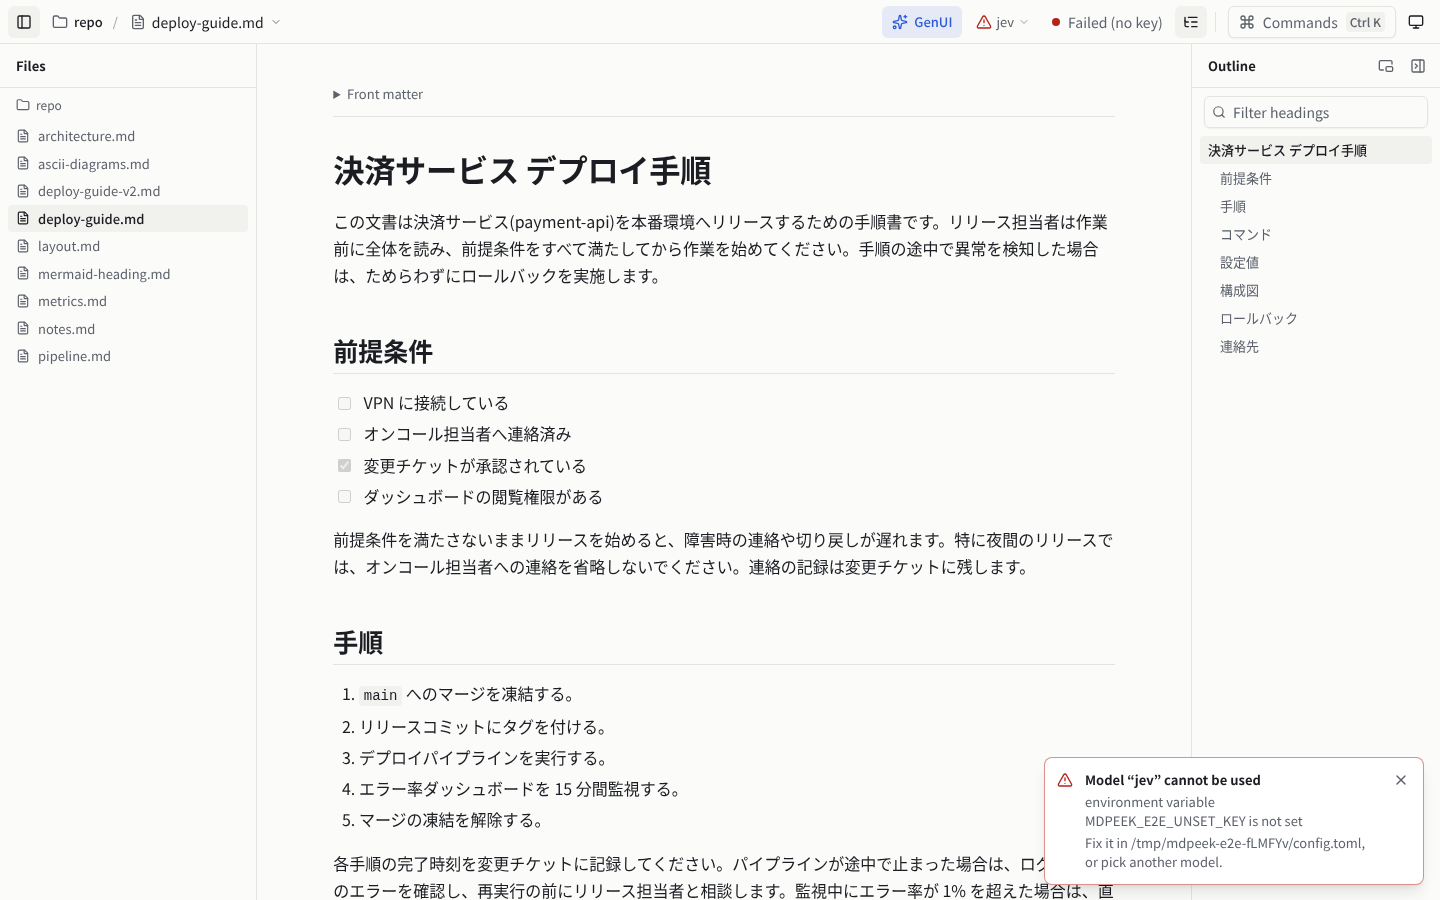 repo / deploy-guide.md
GenUI
jev
Failed (no key)
Commands Ctrl K
Files
repo
architecture.md
ascii-diagrams.md
deploy-guide-v2.md
deploy-guide.md
layout.md
mermaid-heading.md
metrics.md
notes.md
pipeline.md
Front matter
決済サービス デプロイ手順
この文書は決済サービス(payment-api)を本番環境へリリースするための手順書です。リリース担当者は作業
前に全体を読み、前提条件をすべて満たしてから作業を始めてください。手順の途中で異常を検知した場合
は、ためらわずにロールバックを実施します。
前提条件
VPN に接続している
オンコール担当者へ連絡済み
変更チケットが承認されている
ダッシュボードの閲覧権限がある
前提条件を満たさないままリリースを始めると、障害時の連絡や切り戻しが遅れます。特に夜間のリリースで
は、オンコール担当者への連絡を省略しないでください。連絡の記録は変更チケットに残します。
手順
1. main へのマージを凍結する。
2. リリースコミットにタグを付ける。
3. デプロイパイプラインを実行する。
4. エラー率ダッシュボードを 15 分間監視する。
5. マージの凍結を解除する。
各手順の完了時刻を変更チケットに記録してください。パイプラインが途中で止まった場合は、ログ
のエラーを確認し、再実行の前にリリース担当者と相談します。監視中にエラー率が 1% を超えた場合は、直
Outline
Filter headings
決済サービス デプロイ手順
前提条件
手順
コマンド
設定値
構成図
ロールバック
連絡先
Model “jev” cannot be used
environment variable
MDPEEK_E2E_UNSET_KEY is not set
Fix it in /tmp/mdpeek-e2e-fLMFYv/config.toml,
or pick another model.